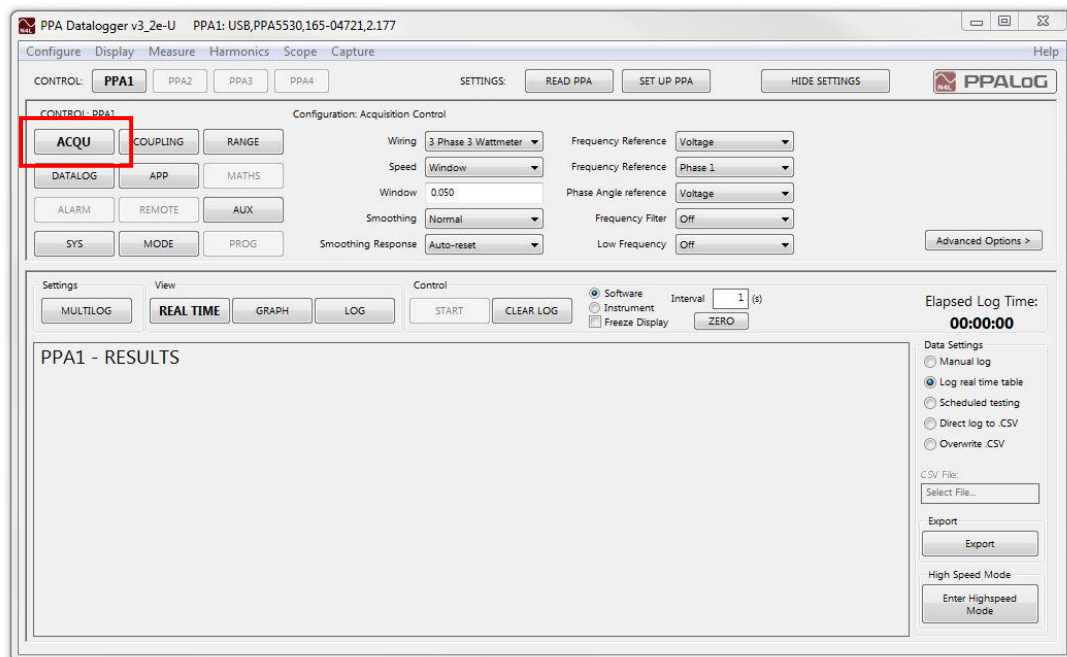 PPA Datalogger v3_2e-U PPA1: USB,PPA5530,165-04721,2.177
Configure Display Measure Harmonics Scope Capture Help
CONTROL: PPA1 PPA2 PPA3 PPA4 SETTINGS: READ PPA SET UP PPA HIDE SETTINGS N4L PPALoG
CONTROL: PPA1 Configuration: Acquisition Control
ACQU COUPLING RANGE Wiring 3 Phase 3 Wattmeter Frequency Reference Voltage
DATALOG APP MATHS Speed Window Frequency Reference Phase 1
Window 0.050 Phase Angle reference Voltage
ALARM REMOTE AUX Smoothing Normal Frequency Filter Off
SYS MODE PROG Smoothing Response Auto-reset Low Frequency Off Advanced Options >
Settings View Control
MULTILOG REAL TIME GRAPH LOG START CLEAR LOG
Software Interval 1 (s)
Instrument
Freeze Display ZERO
Elapsed Log Time:
00:00:00
PPA1 - RESULTS
Data Settings
Manual log
Log real time table
Scheduled testing
Direct log to .CSV
Overwrite .CSV
CSV File:
Select File...
Export
Export
High Speed Mode
Enter Highspeed
Mode